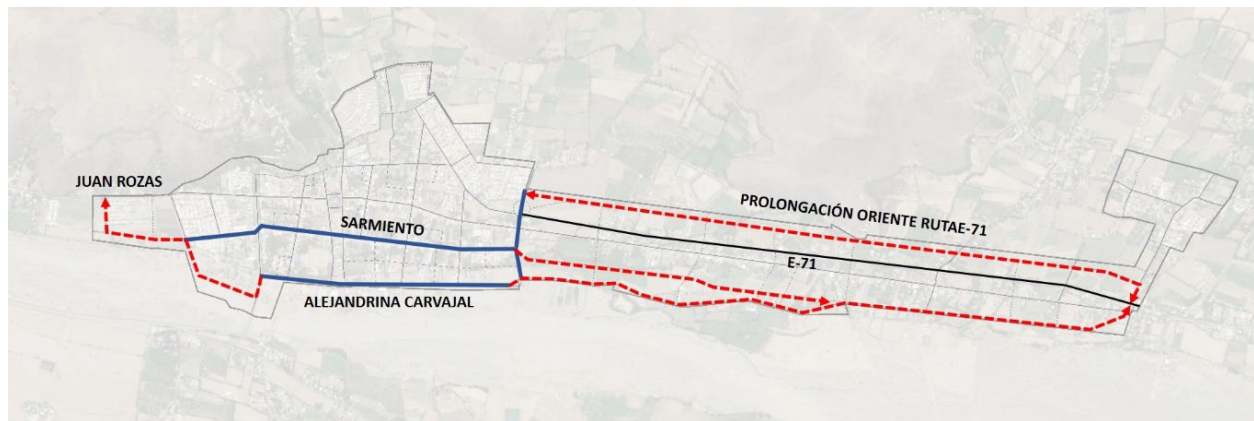 JUAN ROZAS
PROLONGACIÓN ORIENTE RUTAE-71
SARMIENTO
E-71
ALEJANDRINA CARVAJAL